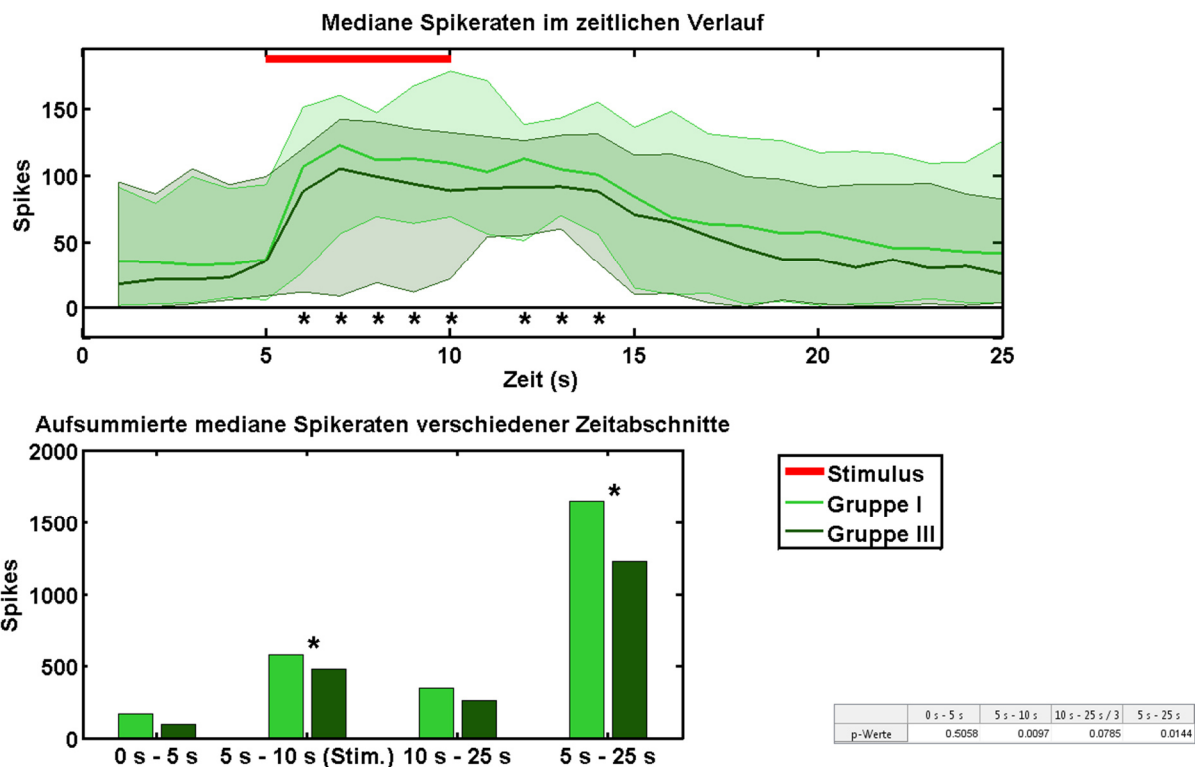 Mediane Spikeraten im zeitlichen Verlauf
Spikes
150
100
50
0
* * * * * * * *
0 5 10 15 20 25
Zeit (s)
Aufsummierte mediane Spikeraten verschiedener Zeitabschnitte
Spikes
2000
1500
1000
500
0
*
*
0 s - 5 s 5 s - 10 s (Stim.) 10 s - 25 s 5 s - 25 s
Stimulus
Gruppe I
Gruppe III
0 s - 5 s 5 s - 10 s 10 s - 25 s / 3 5 s - 25 s
p-Werte 0.5058 0.0097 0.0785 0.0144